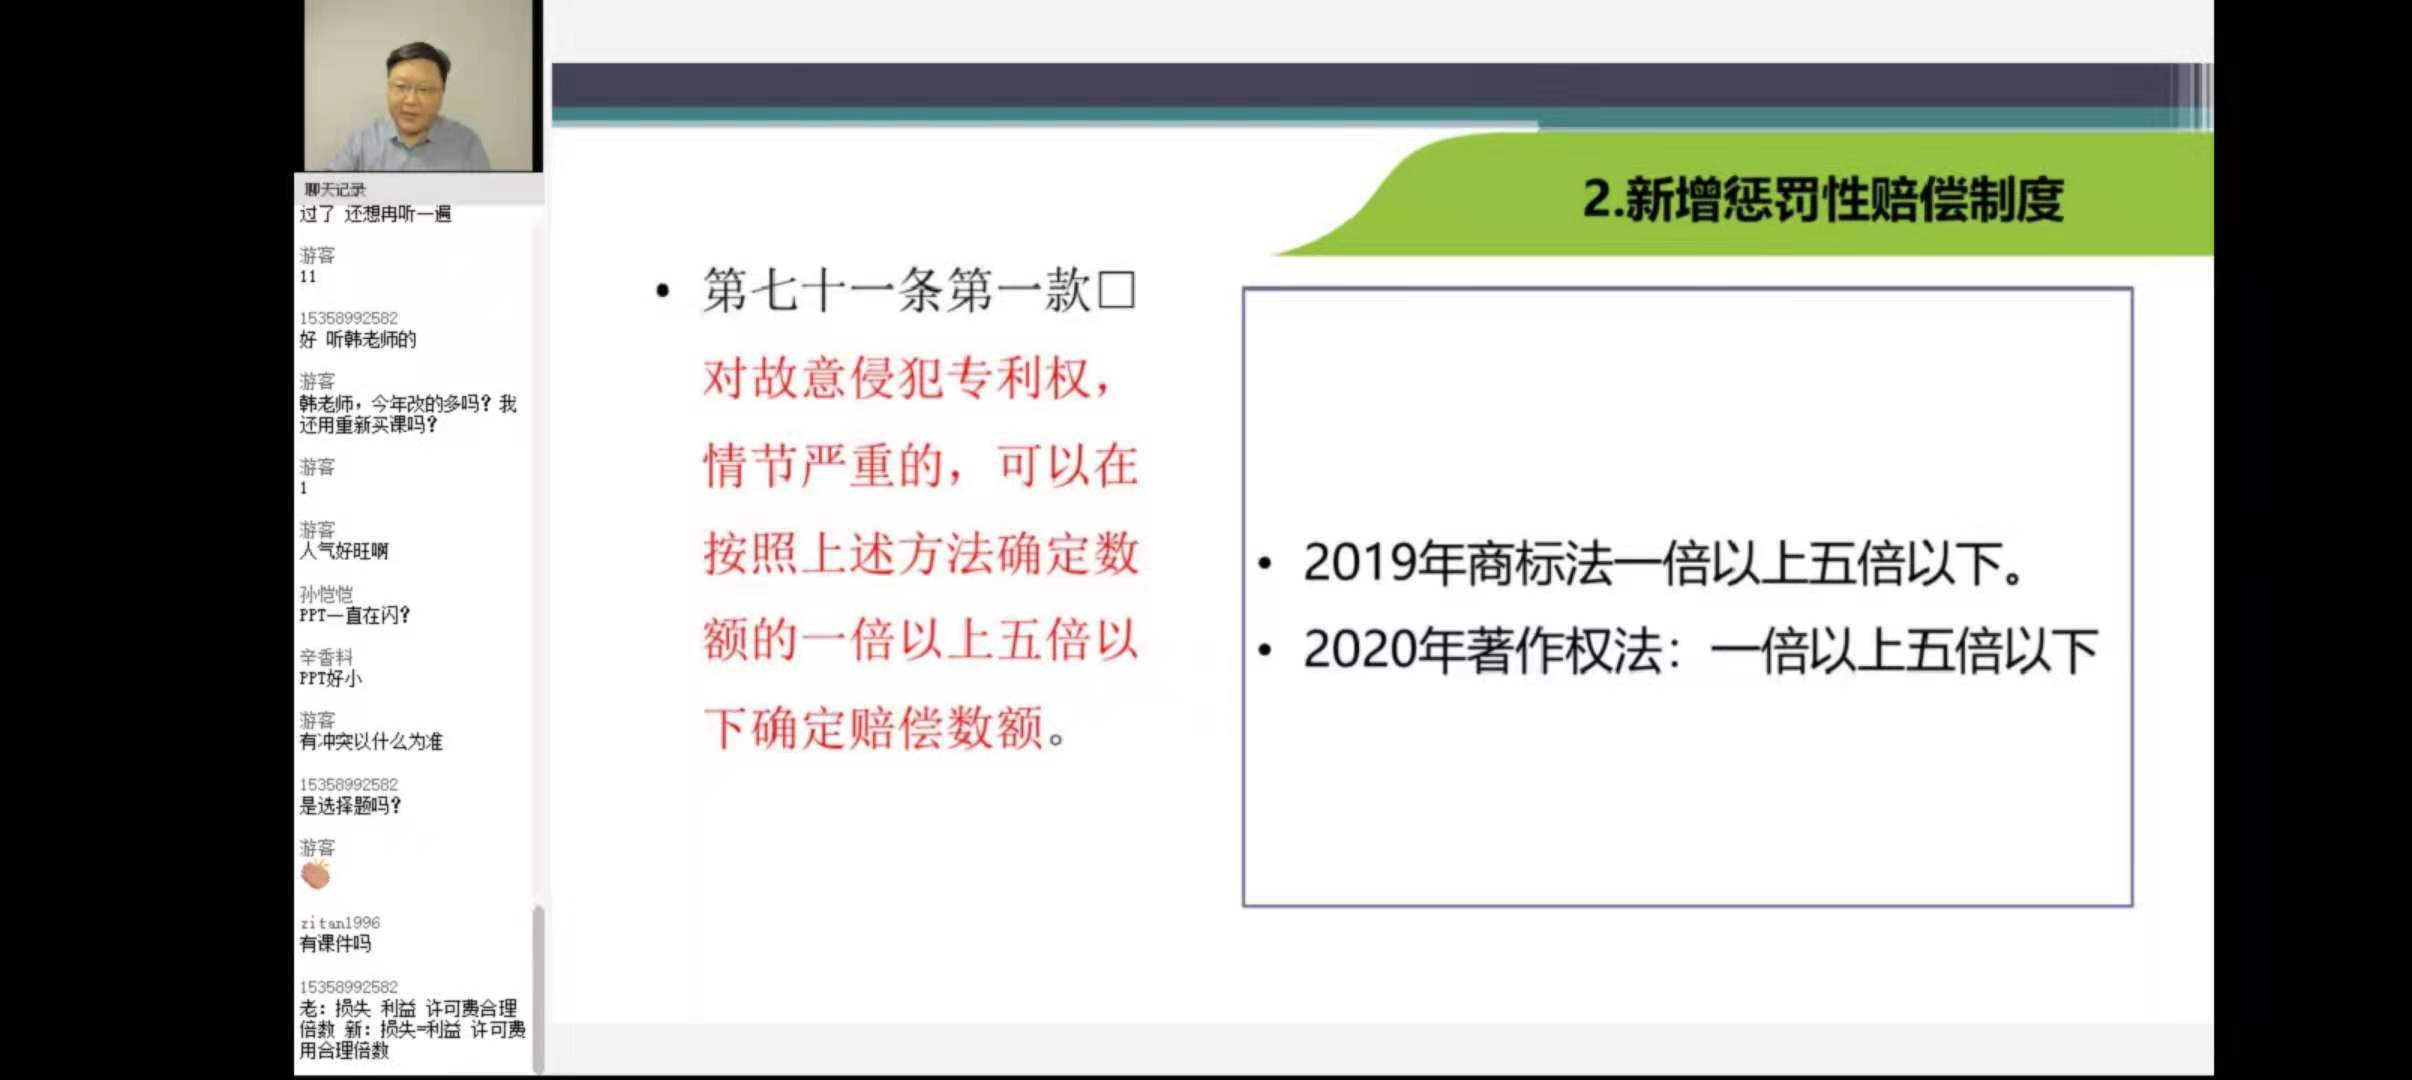 聊天记录
过了 还想冉听一遍
游客
11
15358992582
好 听韩老师的
游客
韩老师，今年改的多吗？我
还用重新买课吗？
游客
1
游客
人气好旺啊
孙恺恺
PPT一直在闪？
辛香料
PPT好小
游客
有冲突以什么为准
15358992582
是选择题吗？
游客
zitan1996
有课件吗
15358992582
老：损失 利益 许可费合理
倍数 新：损失=利益 许可费
用合理倍数
2.新增惩罚性赔偿制度
• 第七十一条第一款□
对故意侵犯专利权，
情节严重的，可以在
按照上述方法确定数
额的一倍以上五倍以
下确定赔偿数额。
• 2019年商标法一倍以上五倍以下。
• 2020年著作权法：一倍以上五倍以下